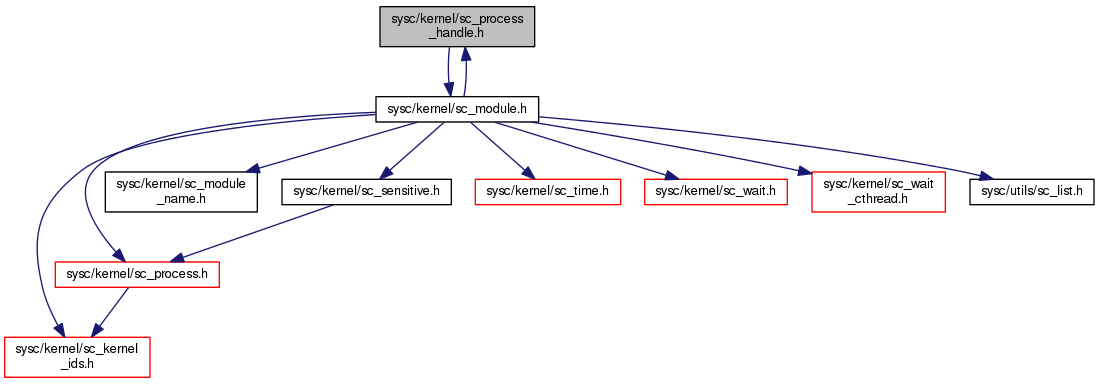 sysc/kernel/sc_process
_handle.h
sysc/kernel/sc_module.h
sysc/kernel/sc_module
_name.h
sysc/kernel/sc_sensitive.h
sysc/kernel/sc_time.h
sysc/kernel/sc_wait.h
sysc/kernel/sc_wait
_cthread.h
sysc/utils/sc_list.h
sysc/kernel/sc_process.h
sysc/kernel/sc_kernel
_ids.h